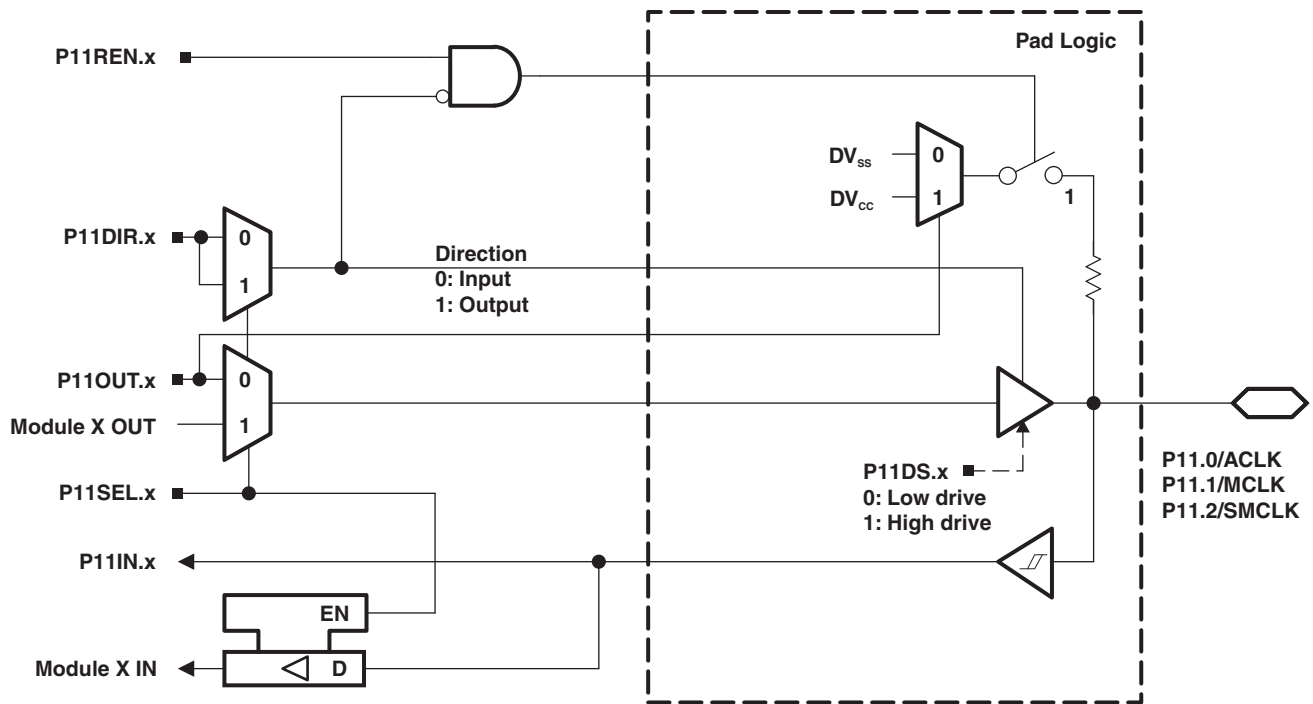 Pad Logic
P11REN.x
DVSS
0
DVCC
1
1
P11DIR.x
0
1
Direction
0: Input
1: Output
P11OUT.x
0
Module X OUT
1
P11SEL.x
P11DS.x
0: Low drive
1: High drive
P11.0/ACLK
P11.1/MCLK
P11.2/SMCLK
P11IN.x
EN
Module X IN
D